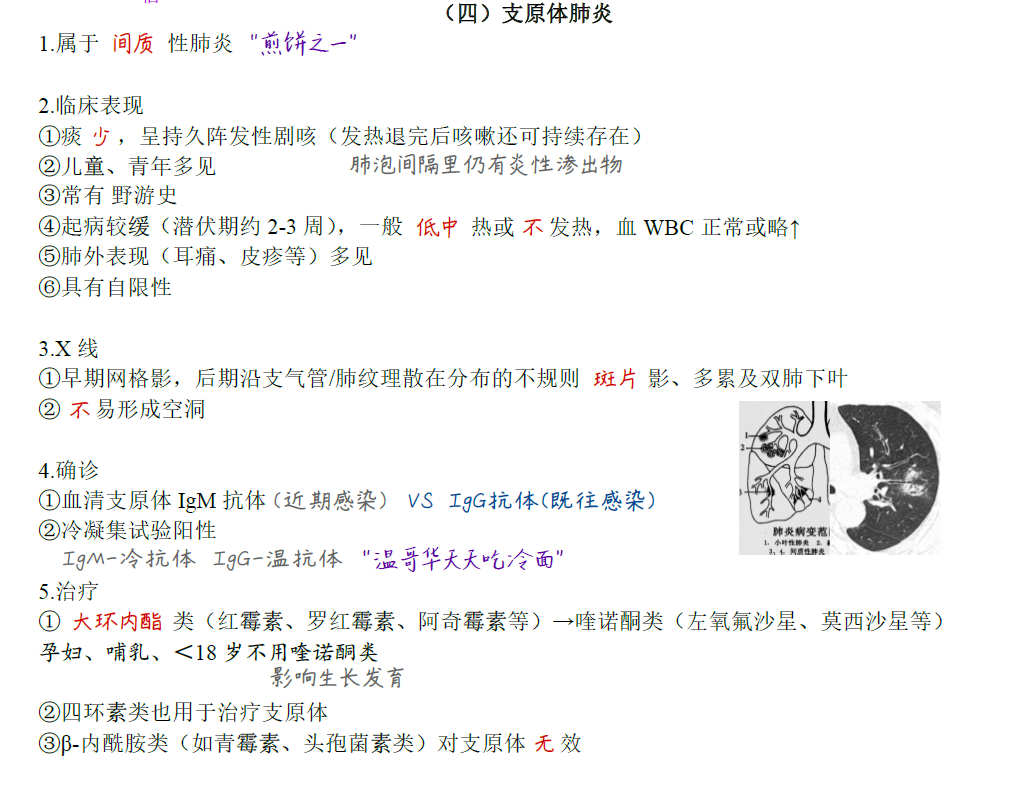 （四）支原体肺炎
1.属于 间质 性肺炎 "煎饼之一"
2.临床表现
①痰 少，呈持久阵发性剧咳（发热退完后咳嗽还可持续存在）
②儿童、青年多见 肺泡间隔里仍有炎性渗出物
③常有 野游史
④起病较缓（潜伏期约 2-3 周），一般 低中 热或 不 发热，血 WBC 正常或略↑
⑤肺外表现（耳痛、皮疹等）多见
⑥具有自限性
3.X 线
①早期网格影，后期沿支气管/肺纹理散在分布的不规则 斑片 影、多累及双肺下叶
② 不 易形成空洞
4.确诊
①血清支原体 IgM 抗体（近期感染） VS IgG抗体(既往感染)
②冷凝集试验阳性
IgM-冷抗体 IgG-温抗体 "温哥华天天吃冷面"
1
2
3
4
肺炎病变范
1．小叶性肺炎 2．
3、4．间质性肺炎
5.治疗
① 大环内酯 类（红霉素、罗红霉素、阿奇霉素等）→喹诺酮类（左氧氟沙星、莫西沙星等）
孕妇、哺乳、＜18 岁不用喹诺酮类
影响生长发育
②四环素类也用于治疗支原体
③β-内酰胺类（如青霉素、头孢菌素类）对支原体 无 效